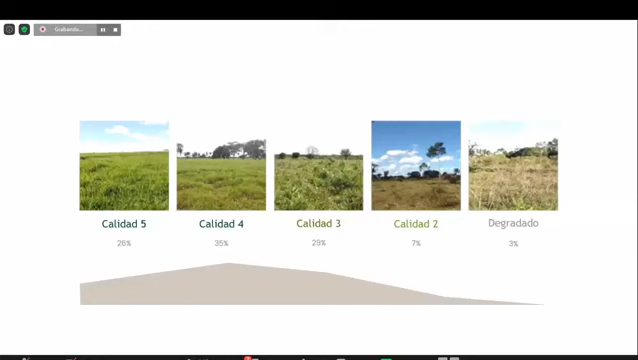 Grabando...
Calidad 5
Calidad 4
Calidad 3
Calidad 2
Degradado
26%
35%
29%
7%
3%